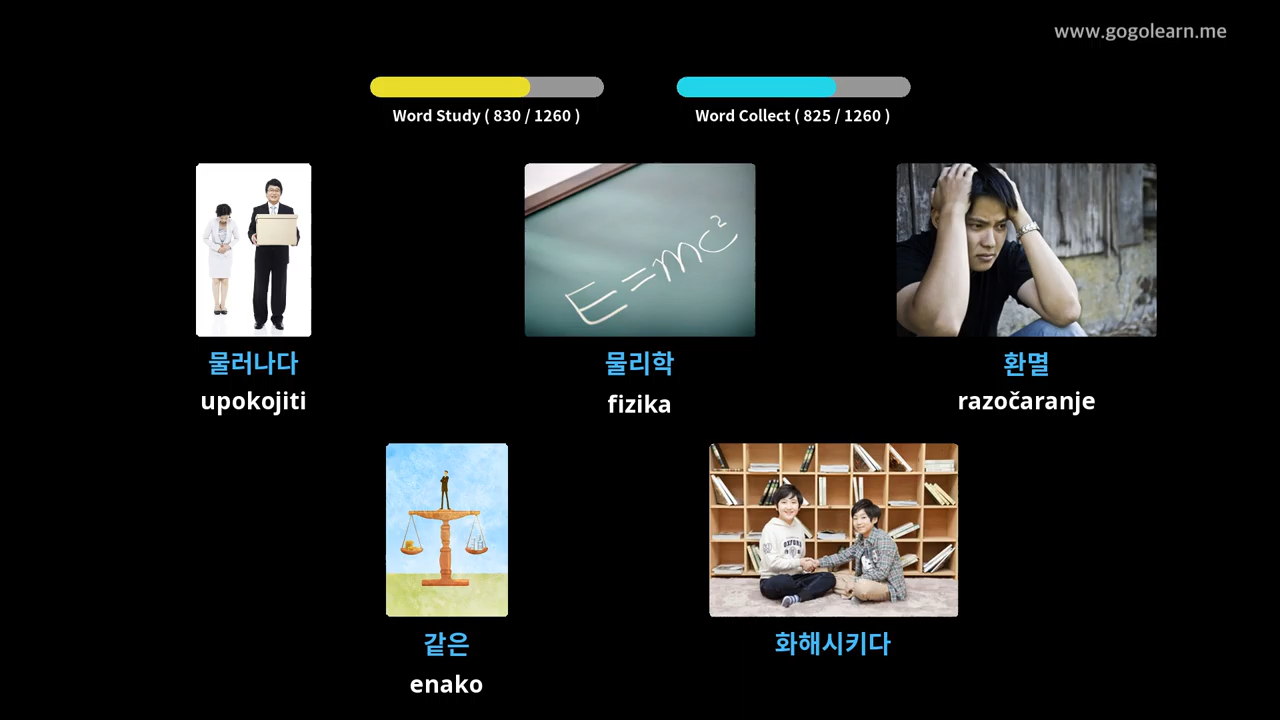 www.gogolearn.me
Word Study ( 830 / 1260 )
Word Collect ( 825 / 1260 )
E=mc²
물러나다
upokojiti
물리학
fizika
환멸
razočaranje
OXFORD
같은
enako
화해시키다